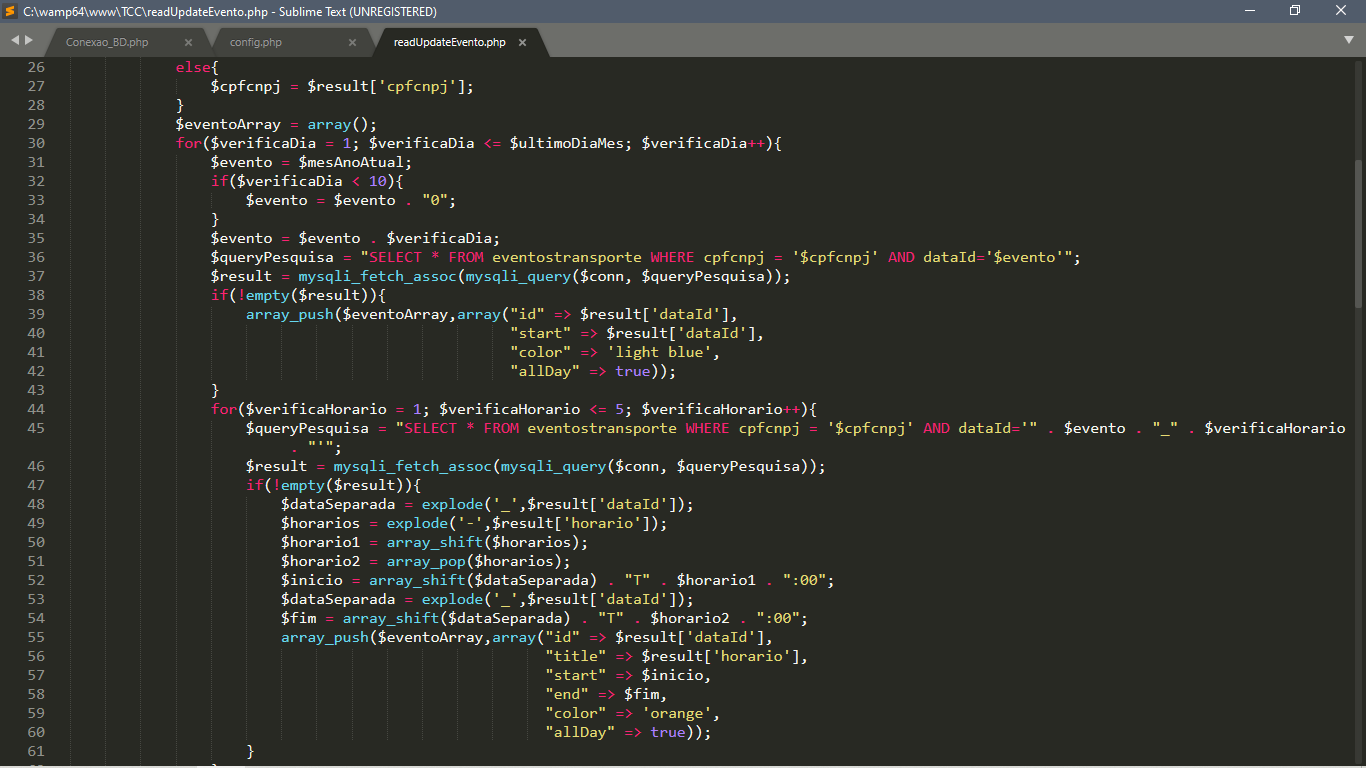 C:\wamp64\www\TCC\readUpdateEvento.php - Sublime Text (UNREGISTERED)
Conexao_BD.php
config.php
readUpdateEvento.php
26 else{
27 $cpfcnpj = $result['cpfcnpj'];
28 }
29 $eventoArray = array();
30 for($verificaDia = 1; $verificaDia <= $ultimoDiaMes; $verificaDia++){
31 $evento = $mesAnoAtual;
32 if($verificaDia < 10){
33 $evento = $evento . "0";
34 }
35 $evento = $evento . $verificaDia;
36 $queryPesquisa = "SELECT * FROM eventostransporte WHERE cpfcnpj = '$cpfcnpj' AND dataId='$evento'";
37 $result = mysqli_fetch_assoc(mysqli_query($conn, $queryPesquisa));
38 if(!empty($result)){
39 array_push($eventoArray,array("id" => $result['dataId'],
40 "start" => $result['dataId'],
41 "color" => 'light blue',
42 "allDay" => true));
43 }
44 for($verificaHorario = 1; $verificaHorario <= 5; $verificaHorario++){
45 $queryPesquisa = "SELECT * FROM eventostransporte WHERE cpfcnpj = '$cpfcnpj' AND dataId='" . $evento . "_" . $verificaHorario
. "'";
46 $result = mysqli_fetch_assoc(mysqli_query($conn, $queryPesquisa));
47 if(!empty($result)){
48 $dataSeparada = explode('_',$result['dataId']);
49 $horarios = explode('-',$result['horario']);
50 $horario1 = array_shift($horarios);
51 $horario2 = array_pop($horarios);
52 $inicio = array_shift($dataSeparada) . "T" . $horario1 . ":00";
53 $dataSeparada = explode('_',$result['dataId']);
54 $fim = array_shift($dataSeparada) . "T" . $horario2 . ":00";
55 array_push($eventoArray,array("id" => $result['dataId'],
56 "title" => $result['horario'],
57 "start" => $inicio,
58 "end" => $fim,
59 "color" => 'orange',
60 "allDay" => true));
61 }